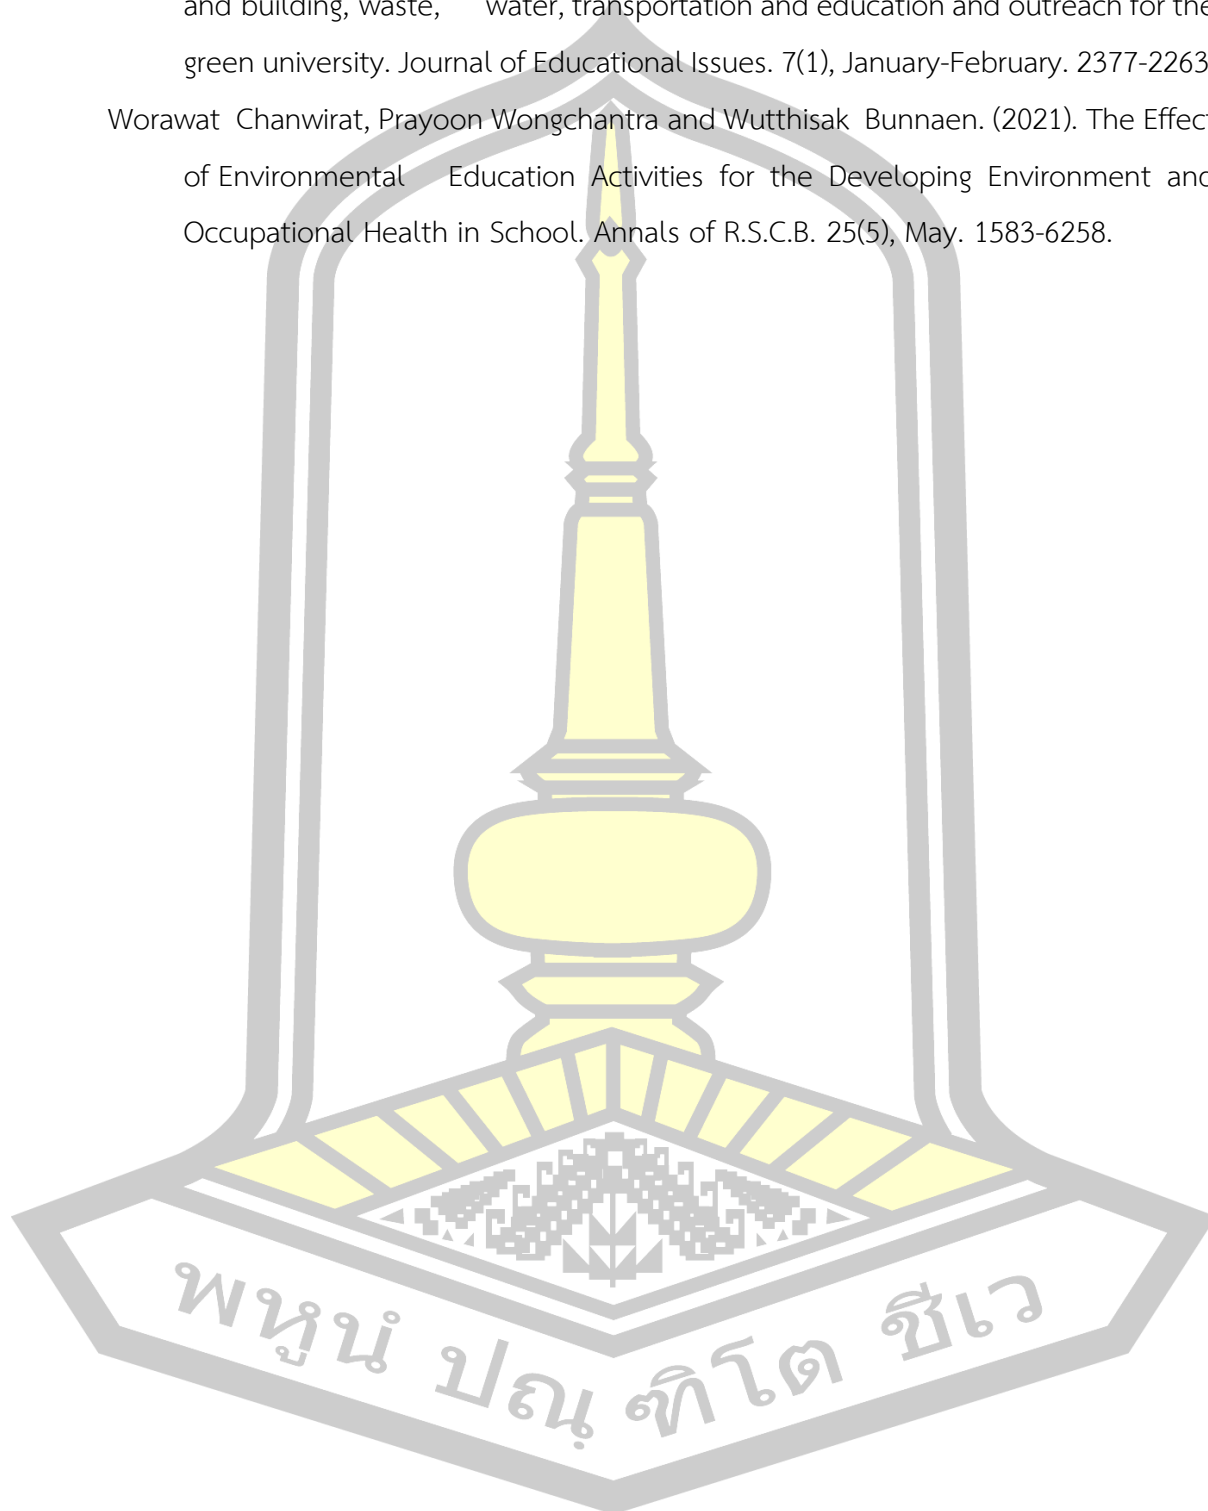 and building, waste, water, transportation and education and outreach for the
green university. Journal of Educational Issues. 7(1), January-February. 2377-2263
Worawat Chanwirat, Prayoon Wongchantra and Wutthisak Bunnaen. (2021). The Effect
of Environmental Education Activities for the Developing Environment and
Occupational Health in School. Annals of R.S.C.B. 25(5), May. 1583-6258.
พหูนํ ปณฺ ฑิโต ชีเว